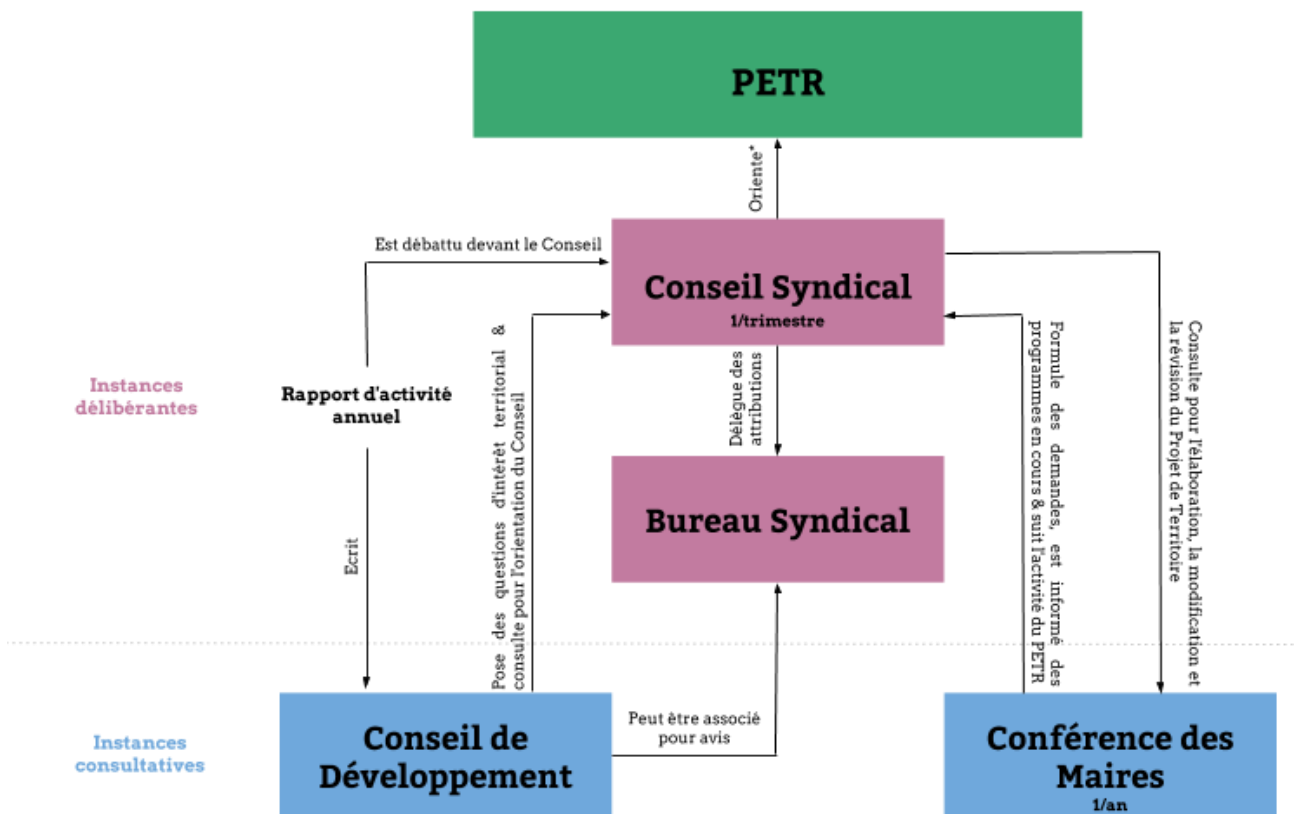 PETR
Oriente*
Est débattu devant le Conseil
Conseil Syndical
1/trimestre
Instances
délibérantes
Rapport d'activité
annuel
Ecrit
Pose des questions d'intérêt territorial &
consulte pour l'orientation du Conseil
Délègue des
attributions
Formule des demandes, est informé des
programmes en cours & suit l'activité du PETR
Consulte pour l'élaboration, la modification et
la révision du Projet de Territoire
Bureau Syndical
Instances
consultatives
Conseil de
Développement
Peut être associé
pour avis
Conférence des
Maires
1/an